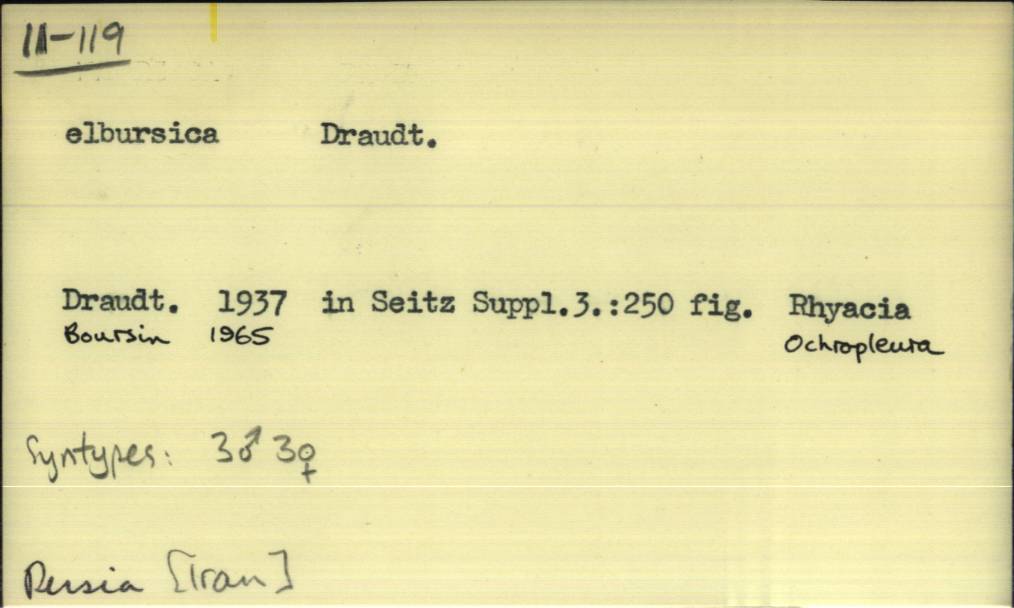 11-119
elbursica Draudt.
Draudt. 1937 in Seitz Suppl.3.:250 fig. Rhyacia
Boursin 1965 Ochropleura
Syntypes: 3♂ 3♀
Persia [Iran]